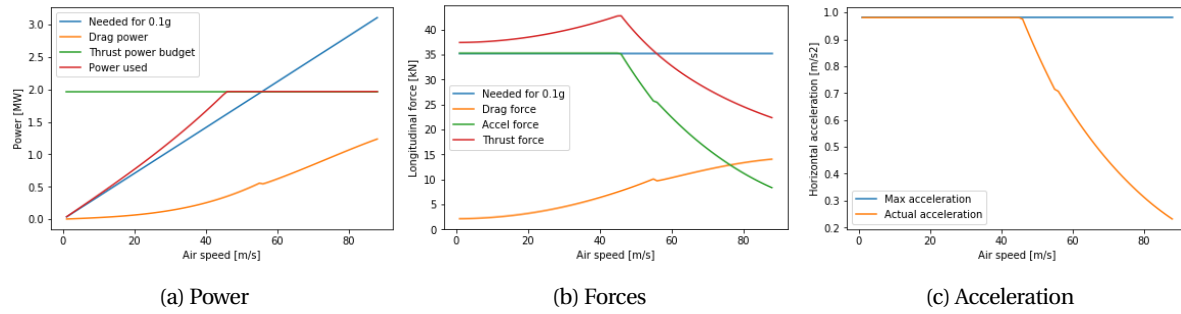 Needed for 0.1g
Drag power
Thrust power budget
Power used
Power [MW]
3.0
2.5
2.0
1.5
1.0
0.5
0.0
0 20 40 60 80
Air speed [m/s]
(a) Power
Longitudinal force [kN]
40
35
30
25
20
15
10
5
0
Needed for 0.1g
Drag force
Accel force
Thrust force
0 20 40 60 80
Air speed [m/s]
(b) Forces
Horizontal acceleration [m/s2]
1.0
0.9
0.8
0.7
0.6
0.5
0.4
0.3
0.2
Max acceleration
Actual acceleration
0 20 40 60 80
Air speed [m/s]
(c) Acceleration